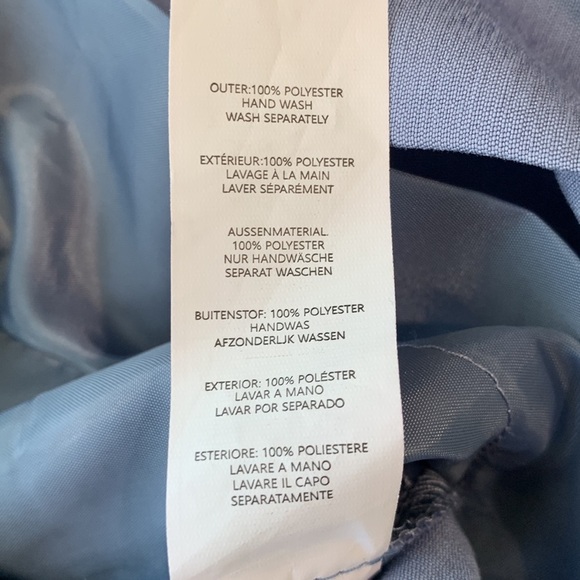 OUTER:100% POLYESTER
HAND WASH
WASH SEPARATELY
EXTÉRIEUR:100% POLYESTER
LAVAGE À LA MAIN
LAVER SÉPARÉMENT
AUSSENMATERIAL.
100% POLYESTER
NUR HANDWÄSCHE
SEPARAT WASCHEN
BUITENSTOF: 100% POLYESTER
HANDWAS
AFZONDERLIJK WASSEN
EXTERIOR: 100% POLÉSTER
LAVAR A MANO
LAVAR POR SEPARADO
ESTERIORE: 100% POLIESTERE
LAVARE A MANO
LAVARE IL CAPO
SEPARATAMENTE